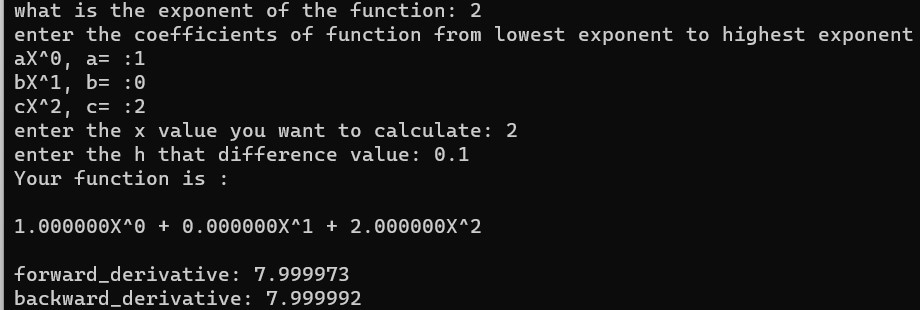 what is the exponent of the function: 2
enter the coefficients of function from lowest exponent to highest exponent
aX^0, a= :1
bX^1, b= :0
cX^2, c= :2
enter the x value you want to calculate: 2
enter the h that difference value: 0.1
Your function is :
1.000000X^0 + 0.000000X^1 + 2.000000X^2
forward_derivative: 7.999973
backward_derivative: 7.999992